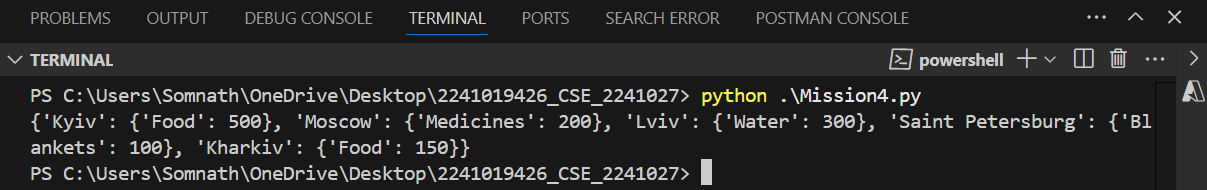 PROBLEMS OUTPUT DEBUG CONSOLE TERMINAL PORTS SEARCH ERROR POSTMAN CONSOLE
TERMINAL powershell
PS C:\Users\Somnath\OneDrive\Desktop\2241019426_CSE_2241027> python .\Mission4.py
{'Kyiv': {'Food': 500}, 'Moscow': {'Medicines': 200}, 'Lviv': {'Water': 300}, 'Saint Petersburg': {'Bl
ankets': 100}, 'Kharkiv': {'Food': 150}}
PS C:\Users\Somnath\OneDrive\Desktop\2241019426_CSE_2241027>